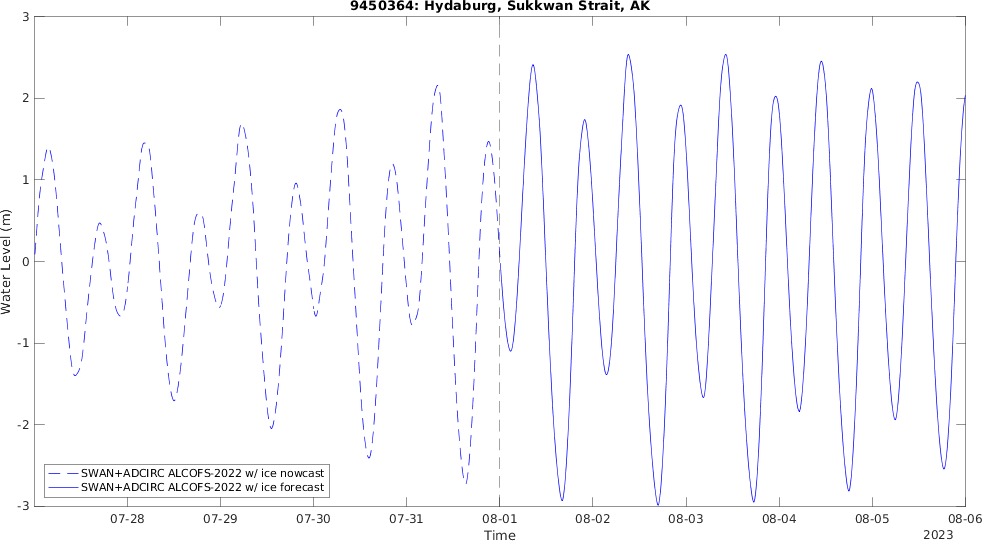 9450364: Hydaburg, Sukkwan Strait, AK
3
2
1
0
-1
-2
-3
Water Level (m)
SWAN+ADCIRC ALCOFS-2022 w/ ice nowcast
SWAN+ADCIRC ALCOFS-2022 w/ ice forecast
07-28 07-29 07-30 07-31 08-01 08-02 08-03 08-04 08-05 08-06
Time
2023